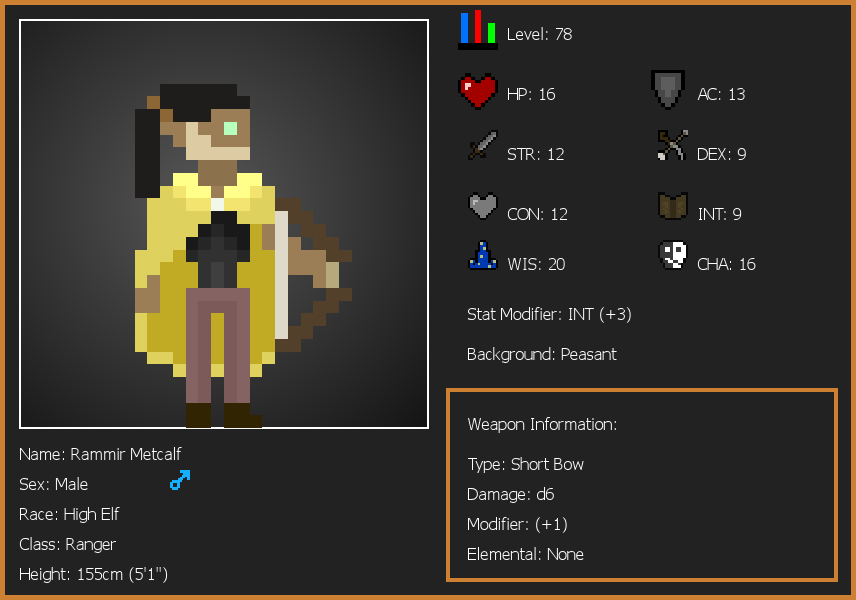 Level: 78
HP: 16
AC: 13
STR: 12
DEX: 9
CON: 12
INT: 9
WIS: 20
CHA: 16
Stat Modifier: INT (+3)
Background: Peasant
Weapon Information:
Type: Short Bow
Damage: d6
Modifier: (+1)
Elemental: None
Name: Rammir Metcalf
Sex: Male
Race: High Elf
Class: Ranger
Height: 155cm (5'1")